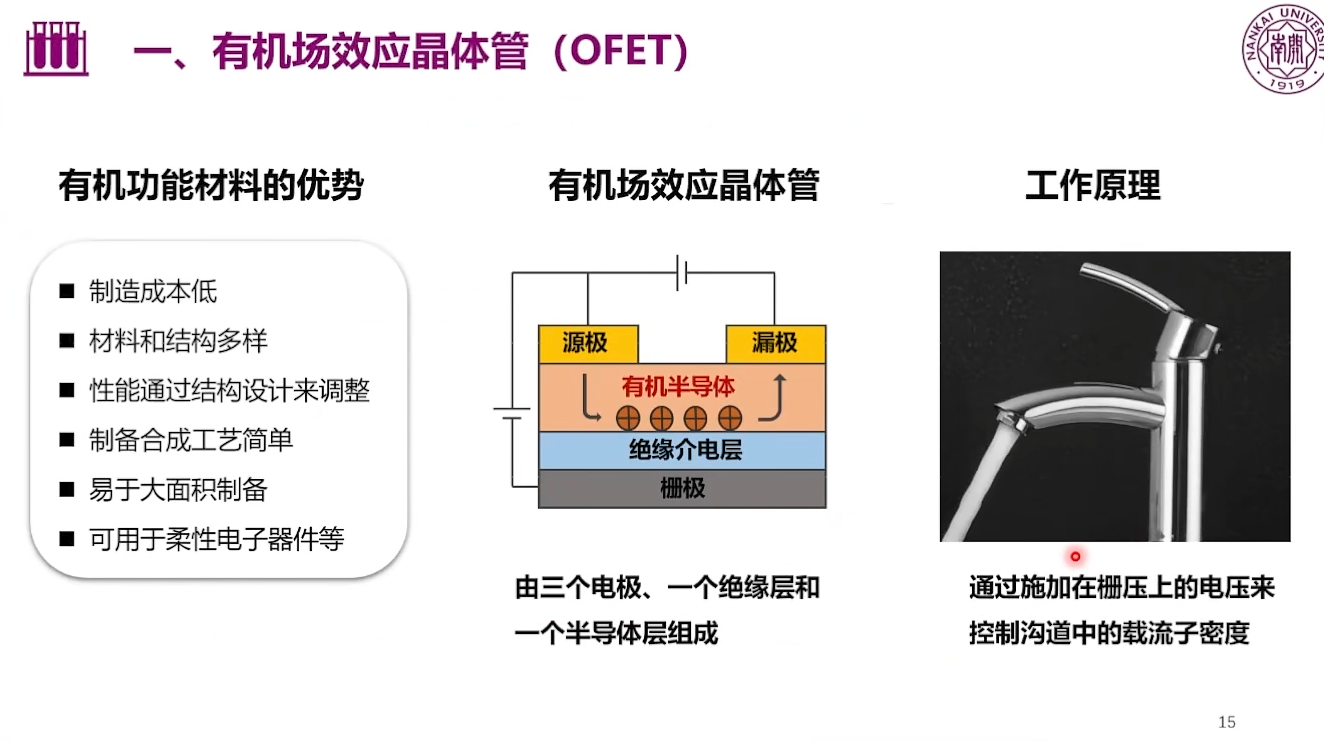 一、有机场效应晶体管（OFET）
NANKAI UNIVERSITY
南開
1919
有机功能材料的优势
有机场效应晶体管
工作原理
■ 制造成本低
■ 材料和结构多样
■ 性能通过结构设计来调整
■ 制备合成工艺简单
■ 易于大面积制备
■ 可用于柔性电子器件等
源极
漏极
有机半导体
绝缘介电层
栅极
由三个电极、一个绝缘层和
一个半导体层组成
通过施加在栅压上的电压来
控制沟道中的载流子密度
15